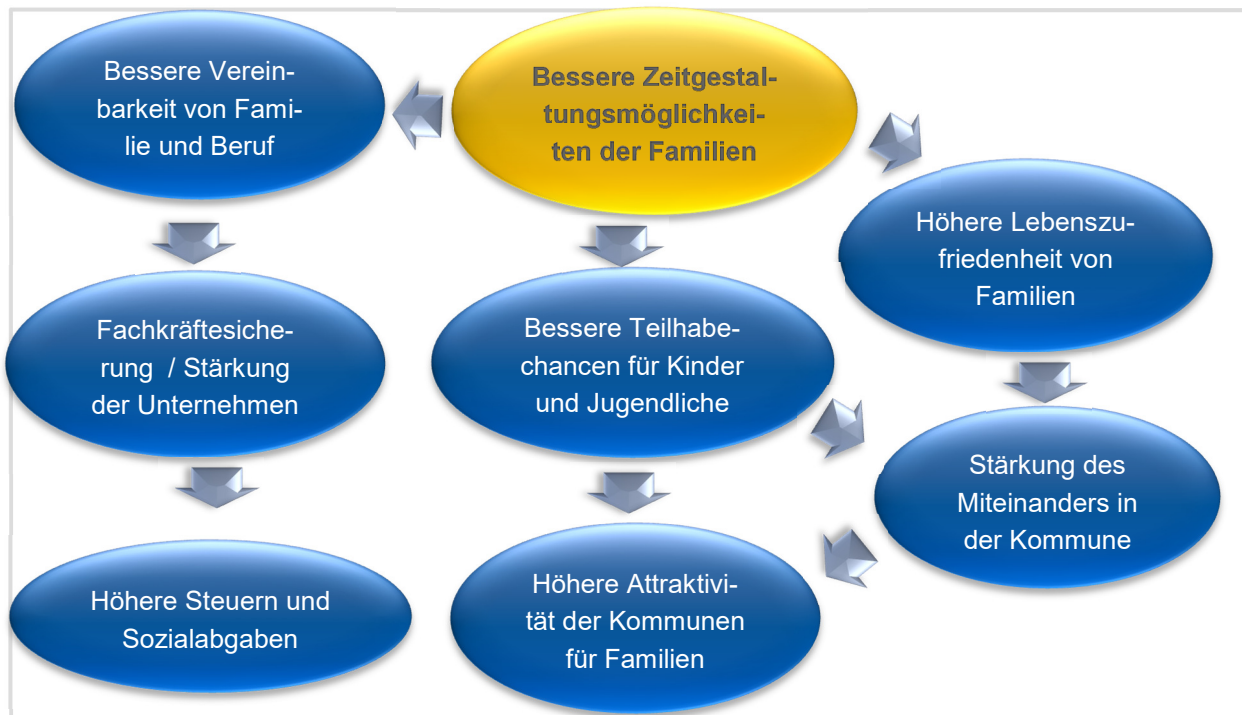 Bessere Verein-
barkeit von Fami-
lie und Beruf
Bessere Zeitgestal-
tungsmöglichkei-
ten der Familien
Höhere Lebenszu-
friedenheit von
Familien
Fachkräftesiche-
rung / Stärkung
der Unternehmen
Bessere Teilhabe-
chancen für Kinder
und Jugendliche
Stärkung des
Miteinanders in
der Kommune
Höhere Steuern und
Sozialabgaben
Höhere Attraktivi-
tät der Kommunen
für Familien